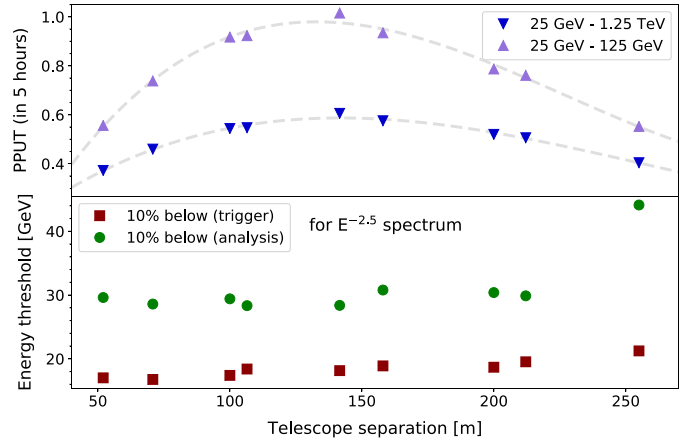 1.0
0.8
0.6
0.4
PPUT (in 5 hours)
25 GeV - 1.25 TeV
25 GeV - 125 GeV
40
30
20
Energy threshold [GeV]
10% below (trigger)
10% below (analysis)
for E⁻²·⁵ spectrum
50 100 150 200 250
Telescope separation [m]